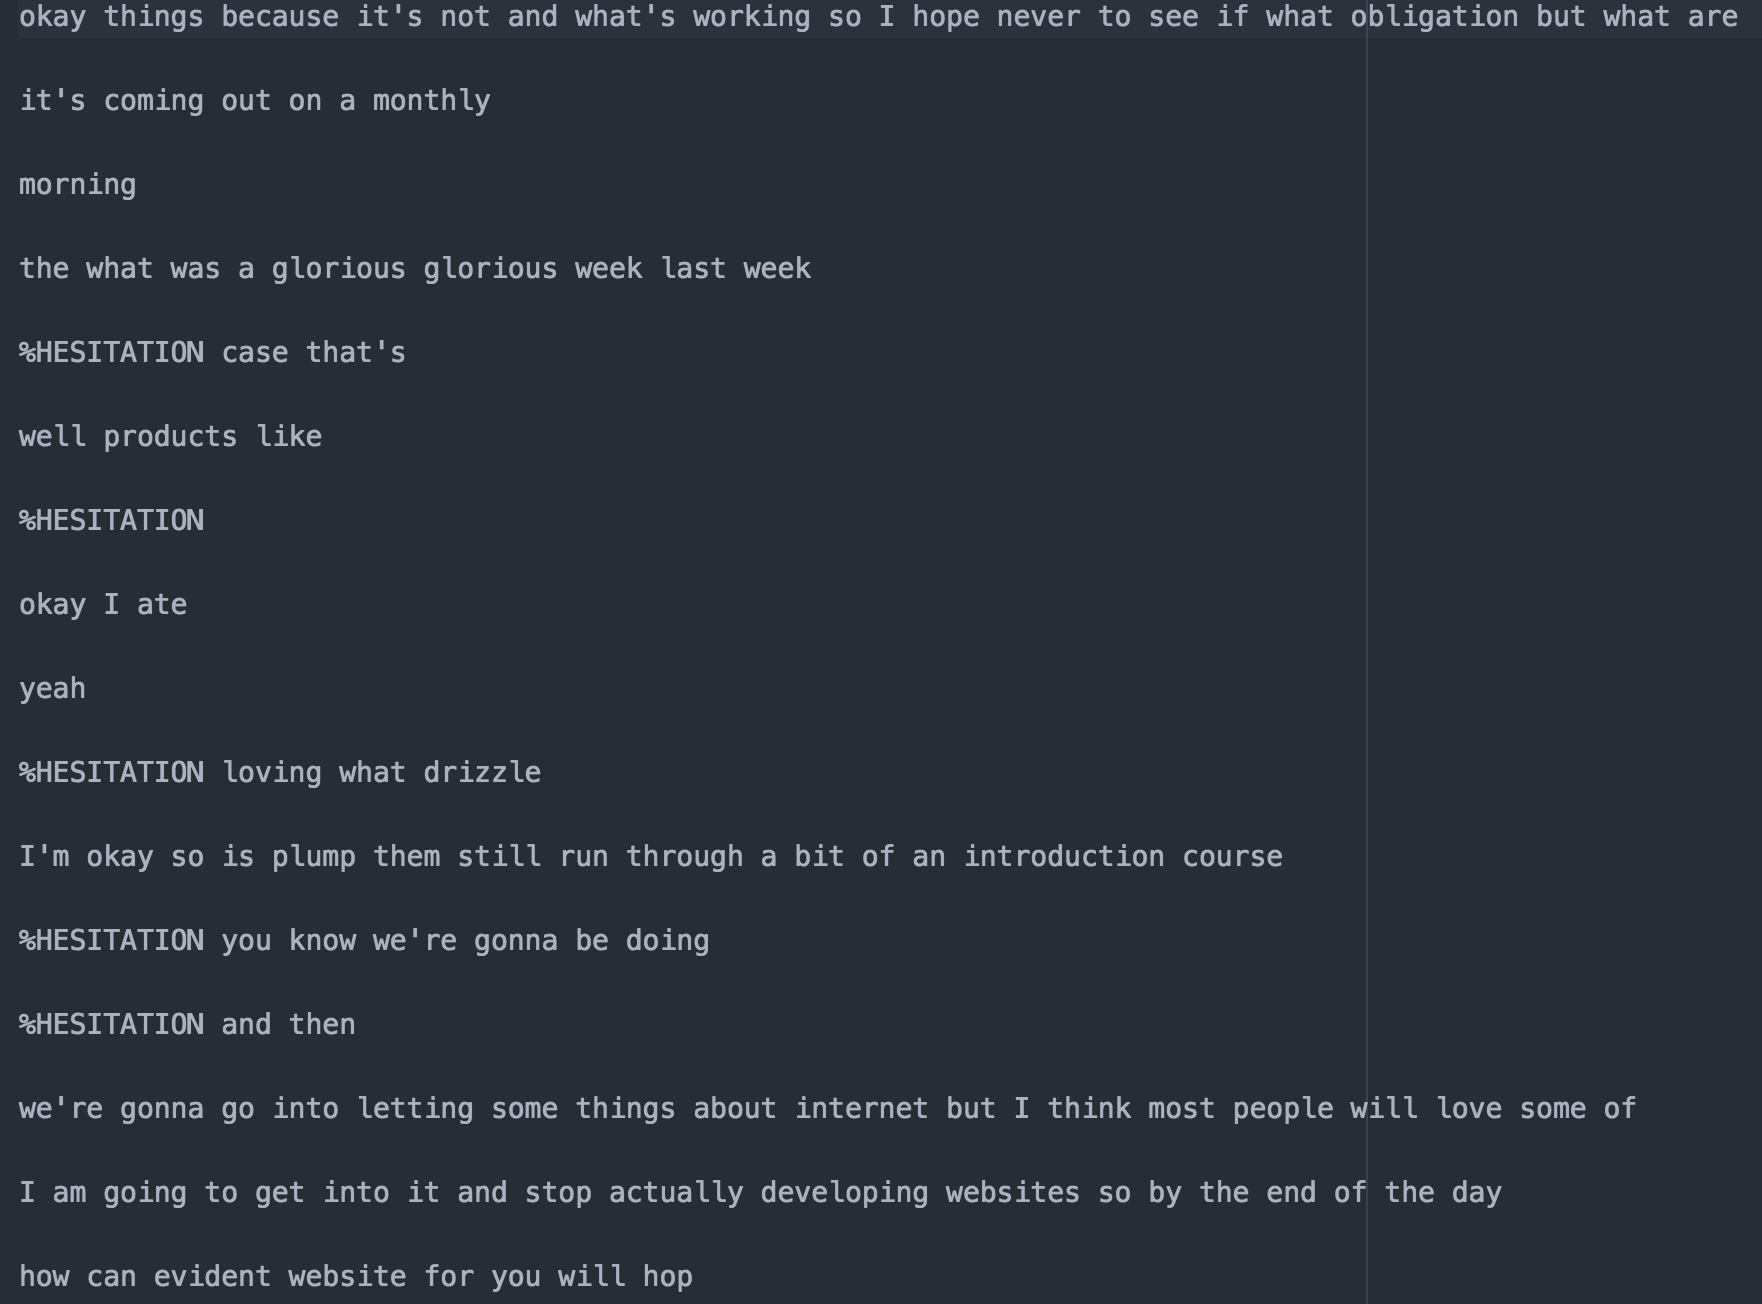 okay things because it's not and what's working so I hope never to see if what obligation but what are
it's coming out on a monthly
morning
the what was a glorious glorious week last week
%HESITATION case that's
well products like
%HESITATION
okay I ate
yeah
%HESITATION loving what drizzle
I'm okay so is plump them still run through a bit of an introduction course
%HESITATION you know we're gonna be doing
%HESITATION and then
we're gonna go into letting some things about internet but I think most people will love some of
I am going to get into it and stop actually developing websites so by the end of the day
how can evident website for you will hop